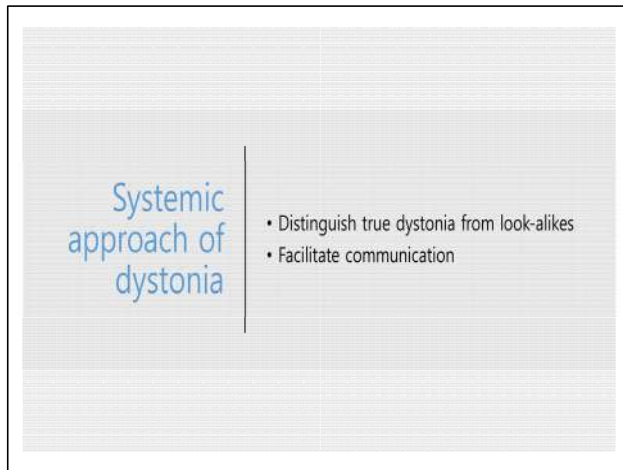 Systemic
approach of
dystonia
• Distinguish true dystonia from look-alikes
• Facilitate communication